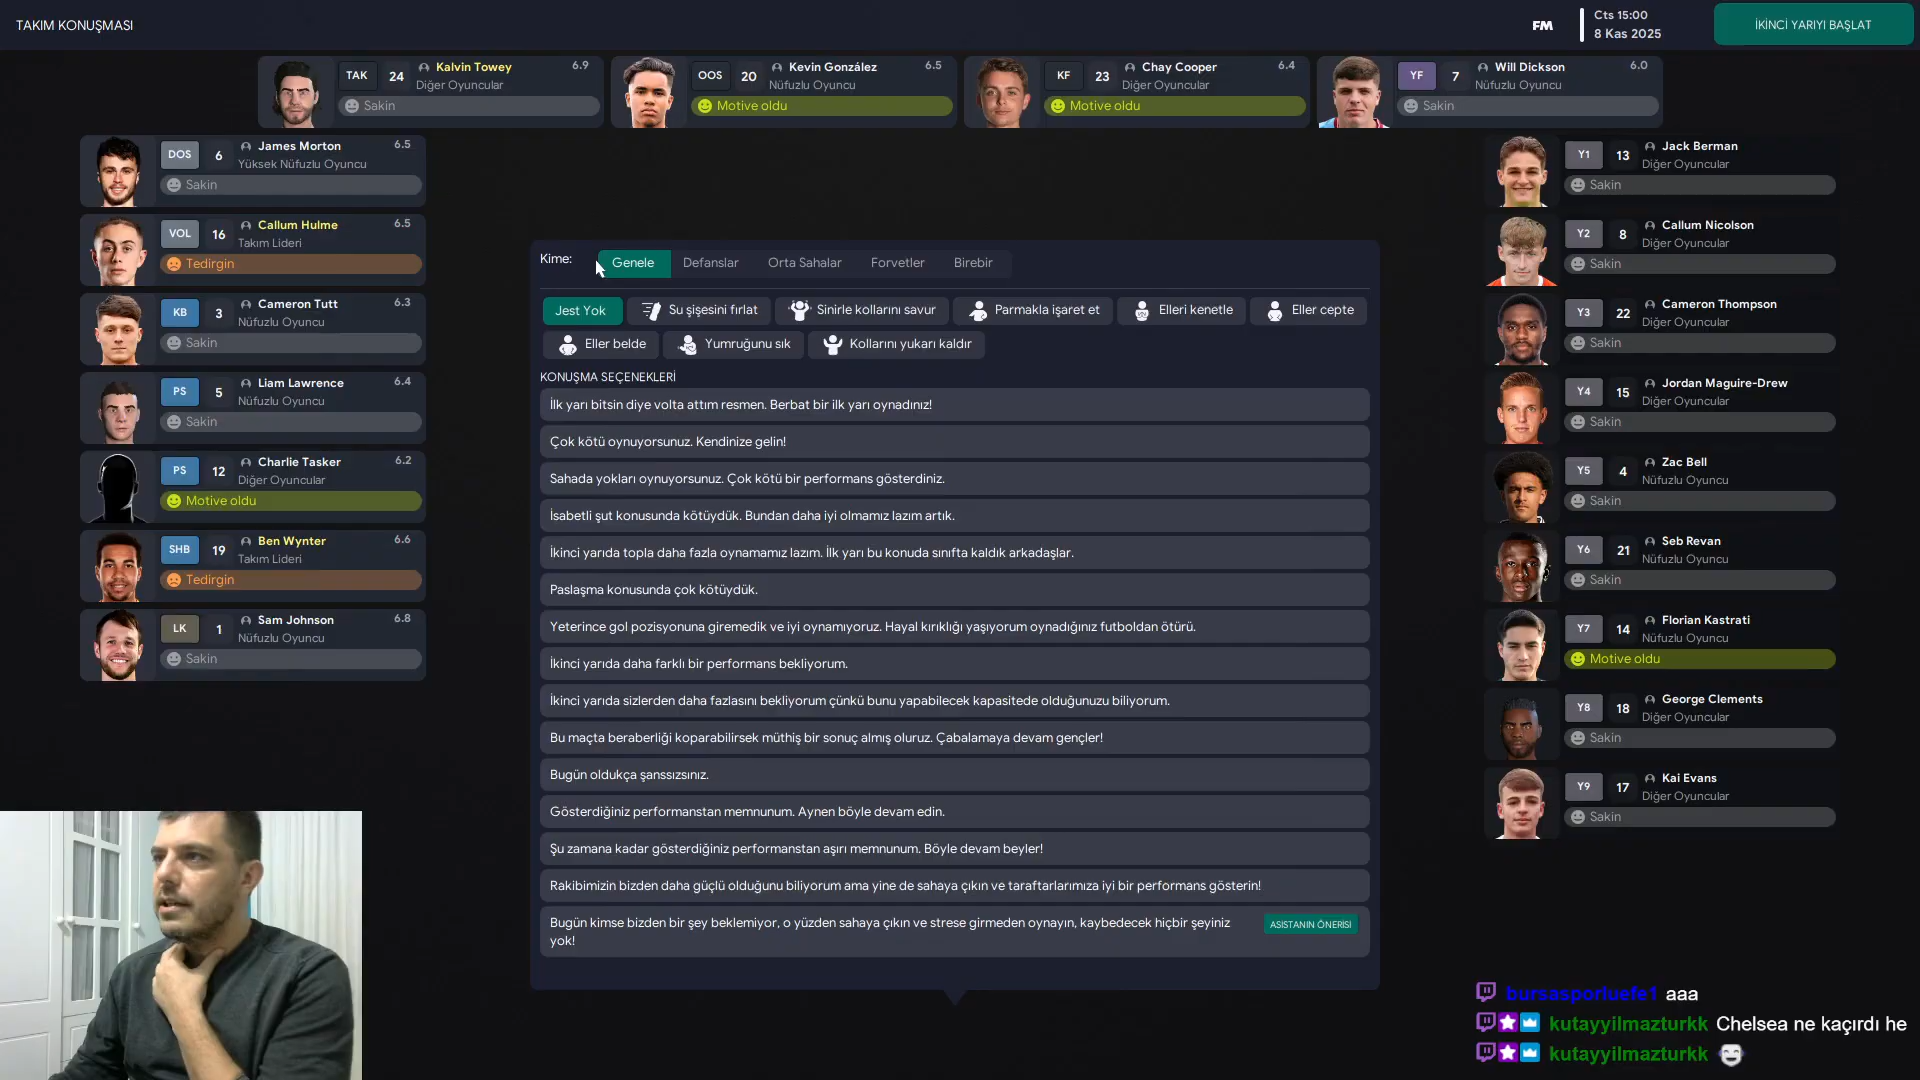 TAKIM KONUŞMASI
FM
Cts 15:00
8 Kas 2025
İKİNCİ YARIYI BAŞLAT
TAK 24 Kalvin Towey 6.9
Diğer Oyuncular
Sakin
OOS 20 Kevin González 6.5
Nüfuzlu Oyuncu
Motive oldu
KF 23 Chay Cooper 6.4
Diğer Oyuncular
Motive oldu
YF 7 Will Dickson 6.0
Nüfuzlu Oyuncu
Sakin
DOS 6 James Morton 6.5
Yüksek Nüfuzlu Oyuncu
Sakin
VOL 16 Callum Hulme 6.5
Takım Lideri
Tedirgin
KB 3 Cameron Tutt 6.3
Nüfuzlu Oyuncu
Sakin
PS 5 Liam Lawrence 6.4
Nüfuzlu Oyuncu
Sakin
PS 12 Charlie Tasker 6.2
Diğer Oyuncular
Motive oldu
SHB 19 Ben Wynter 6.6
Takım Lideri
Tedirgin
LK 1 Sam Johnson 6.8
Nüfuzlu Oyuncu
Sakin
Kime: Genele Defanslar Orta Sahalar Forvetler Birebir
Jest Yok Su şişesini fırlat Sinirle kollarını savur Parmakla işaret et Elleri kenetle Eller cepte
Eller belde Yumruğunu sık Kollarını yukarı kaldır
KONUŞMA SEÇENEKLERİ
İlk yarı bitsin diye volta attım resmen. Berbat bir ilk yarı oynadınız!
Çok kötü oynuyorsunuz. Kendinize gelin!
Sahada yokları oynuyorsunuz. Çok kötü bir performans gösterdiniz.
İsabetli şut konusunda kötüydük. Bundan daha iyi olmamız lazım artık.
İkinci yarıda topla daha fazla oynamamız lazım. İlk yarı bu konuda sınıfta kaldık arkadaşlar.
Paslaşma konusunda çok kötüydük.
Yeterince gol pozisyonuna giremedik ve iyi oynamıyoruz. Hayal kırıklığı yaşıyorum oynadığınız futboldan ötürü.
İkinci yarıda daha farklı bir performans bekliyorum.
İkinci yarıda sizlerden daha fazlasını bekliyorum çünkü bunu yapabilecek kapasitede olduğunuzu biliyorum.
Bu maçta beraberliği koparabilirsek müthiş bir sonuç almış oluruz. Çabalamaya devam gençler!
Bugün oldukça şanssızsınız.
Gösterdiğiniz performanstan memnunum. Aynen böyle devam edin.
Şu zamana kadar gösterdiğiniz performanstan aşırı memnunum. Böyle devam beyler!
Rakibimizin bizden daha güçlü olduğunu biliyorum ama yine de sahaya çıkın ve taraftarlarımıza iyi bir performans gösterin!
Bugün kimse bizden bir şey beklemiyor, o yüzden sahaya çıkın ve strese girmeden oynayın, kaybedecek hiçbir şeyiniz
yok!
ASİSTANIN ÖNERİSİ
Y1 13 Jack Berman
Diğer Oyuncular
Sakin
Y2 8 Callum Nicolson
Diğer Oyuncular
Sakin
Y3 22 Cameron Thompson
Diğer Oyuncular
Sakin
Y4 15 Jordan Maguire-Drew
Diğer Oyuncular
Sakin
Y5 4 Zac Bell
Nüfuzlu Oyuncu
Sakin
Y6 21 Seb Revan
Nüfuzlu Oyuncu
Sakin
Y7 14 Florian Kastrati
Nüfuzlu Oyuncu
Motive oldu
Y8 18 George Clements
Diğer Oyuncular
Sakin
Y9 17 Kai Evans
Diğer Oyuncular
Sakin
bursasporluefe1 aaa
kutayyilmazturkk Chelsea ne kaçırdı he
kutayyilmazturkk